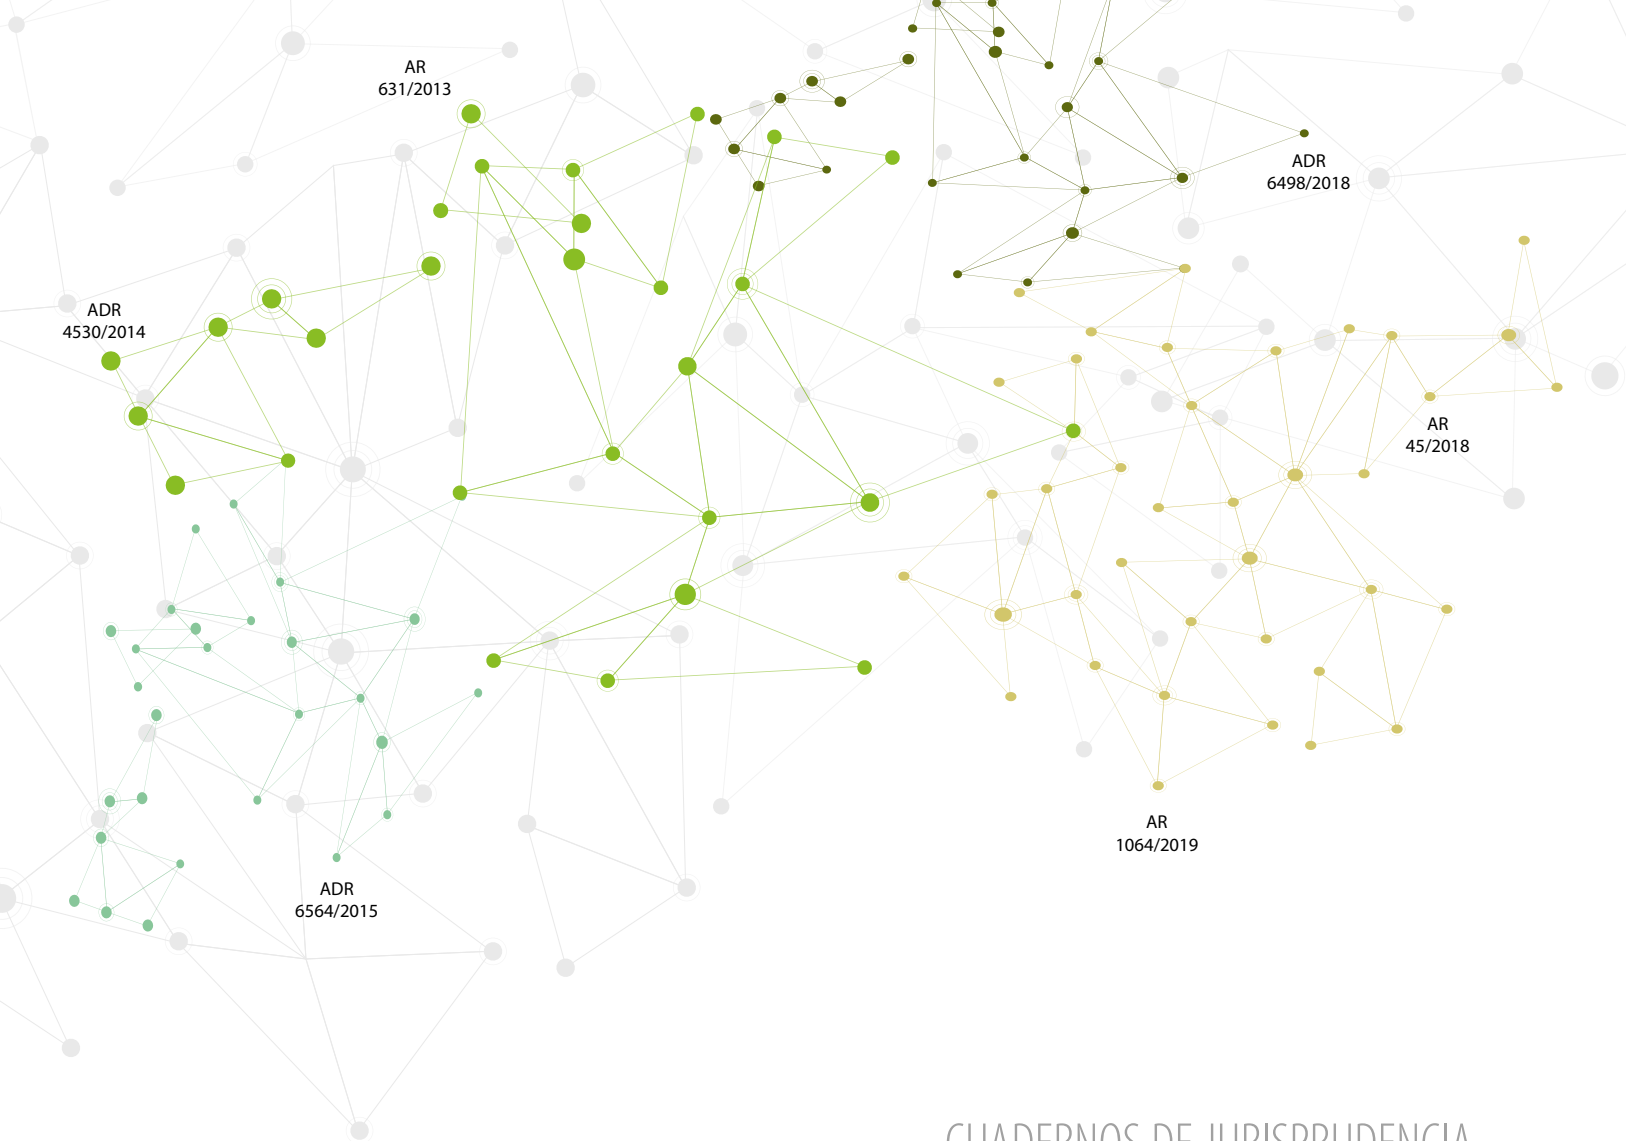 AR
631/2013
ADR
6498/2018
ADR
4530/2014
AR
45/2018
AR
1064/2019
ADR
6564/2015
CUADERNOS DE JURISPRUDENCIA